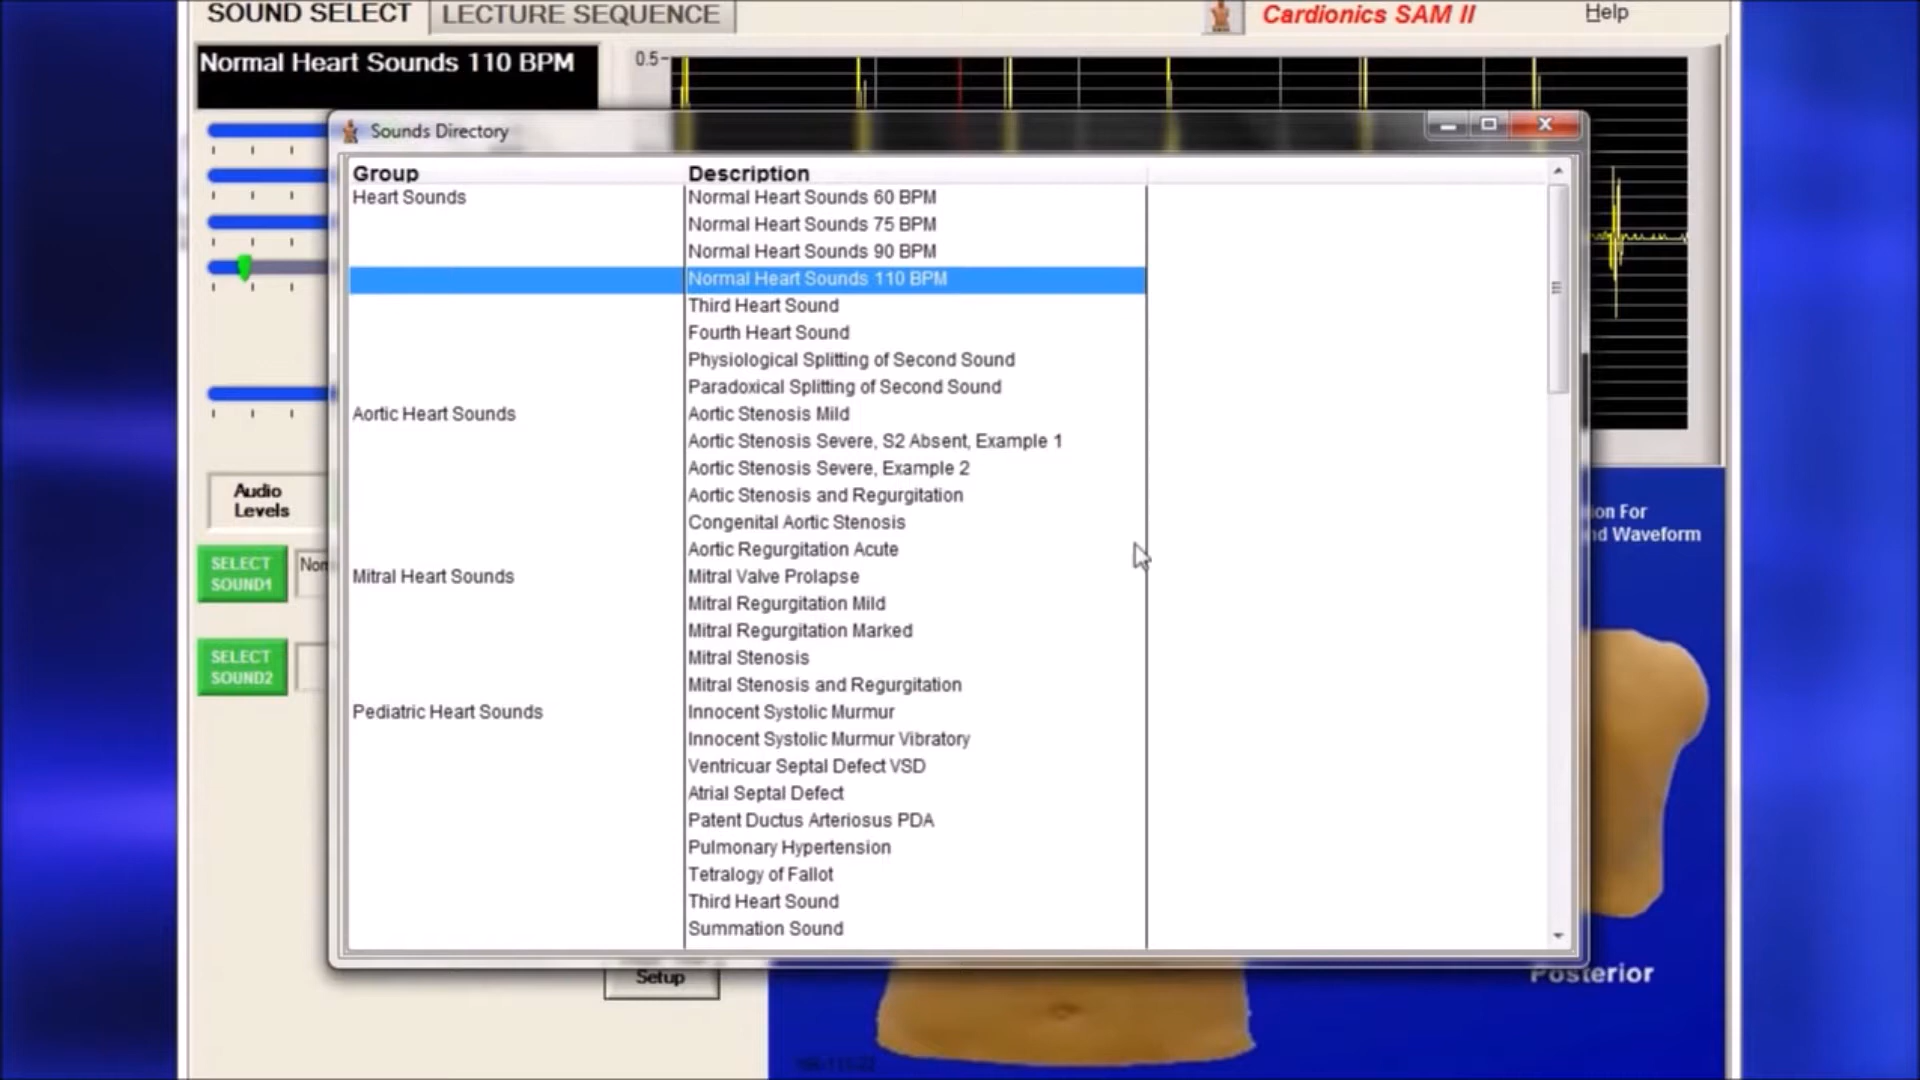 SOUND SELECT
LECTURE SEQUENCE
Cardionics SAM II
Help
Normal Heart Sounds 110 BPM
0.5
Sounds Directory
Group Description
Heart Sounds Normal Heart Sounds 60 BPM
Normal Heart Sounds 75 BPM
Normal Heart Sounds 90 BPM
Normal Heart Sounds 110 BPM
Third Heart Sound
Fourth Heart Sound
Physiological Splitting of Second Sound
Paradoxical Splitting of Second Sound
Aortic Heart Sounds Aortic Stenosis Mild
Aortic Stenosis Severe, S2 Absent, Example 1
Aortic Stenosis Severe, Example 2
Aortic Stenosis and Regurgitation
Congenital Aortic Stenosis
Aortic Regurgitation Acute
Mitral Heart Sounds Mitral Valve Prolapse
Mitral Regurgitation Mild
Mitral Regurgitation Marked
Mitral Stenosis
Mitral Stenosis and Regurgitation
Pediatric Heart Sounds Innocent Systolic Murmur
Innocent Systolic Murmur Vibratory
Ventricuar Septal Defect VSD
Atrial Septal Defect
Patent Ductus Arteriosus PDA
Pulmonary Hypertension
Tetralogy of Fallot
Third Heart Sound
Summation Sound
Audio
Levels
SELECT
SOUND1
Nor
SELECT
SOUND2
ion For
nd Waveform
Setup
Posterior